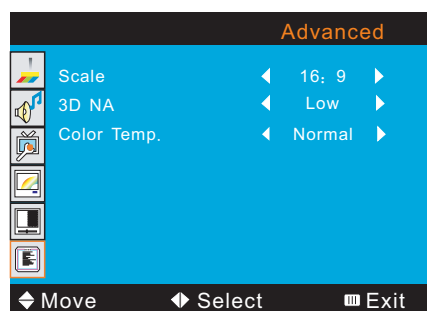 Advanced
Scale 16: 9
3D NA Low
Color Temp. Normal
Move Select Exit